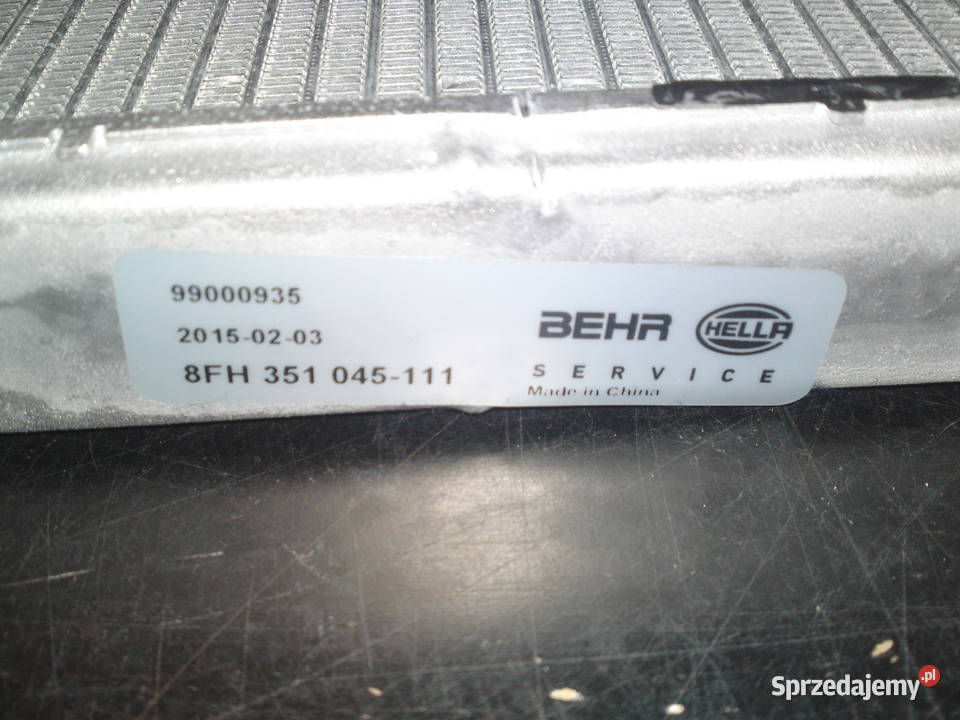 99000935
2015-02-03
8FH 351 045-111
BEHR HELLA
SERVICE
Made in China
Sprzedajemy.pl